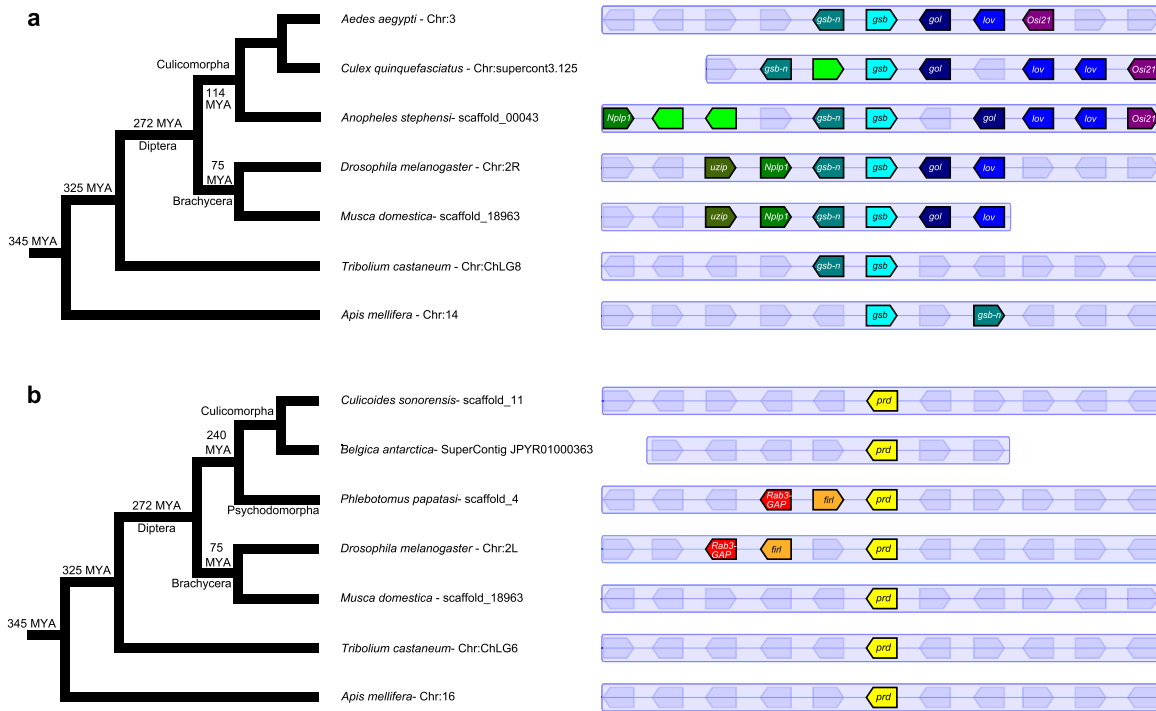 a
Aedes aegypti - Chr:3
gsb-n
gsb
gol
lov
Osi21
Culicomorpha
Culex quinquefasciatus - Chr:supercont3.125
gsb-n
gsb
gol
lov
lov
Osi21
114
MYA
Anopheles stephensi- scaffold_00043
Nplp1
gsb-n
gsb
gol
lov
lov
Osi21
272 MYA
Diptera
75
MYA
Drosophila melanogaster - Chr:2R
uzip
Nplp1
gsb-n
gsb
gol
lov
325 MYA
Brachycera
Musca domestica- scaffold_18963
uzip
Nplp1
gsb-n
gsb
gol
lov
345 MYA
Tribolium castaneum - Chr:ChLG8
gsb-n
gsb
Apis mellifera - Chr:14
gsb
gsb-n
b
Culicoides sonorensis- scaffold_11
prd
Culicomorpha
240
MYA
Belgica antarctica- SuperContig JPYR01000363
prd
Phlebotomus papatasi- scaffold_4
Rab3-
GAP
firl
prd
Psychodomorpha
272 MYA
Diptera
75
MYA
Drosophila melanogaster - Chr:2L
Rab3-
GAP
firl
prd
325 MYA
Brachycera
Musca domestica - scaffold_18963
prd
345 MYA
Tribolium castaneum- Chr:ChLG6
prd
Apis mellifera- Chr:16
prd